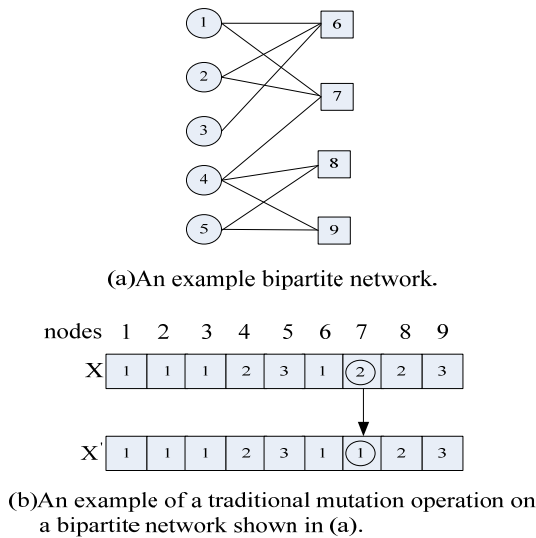 1
6
2
7
3
8
4
5
9
(a)An example bipartite network.
nodes 1 2 3 4 5 6 7 8 9
X 1 1 1 2 3 1 2 2 3
X' 1 1 1 2 3 1 1 2 3
(b)An example of a traditional mutation operation on
a bipartite network shown in (a).